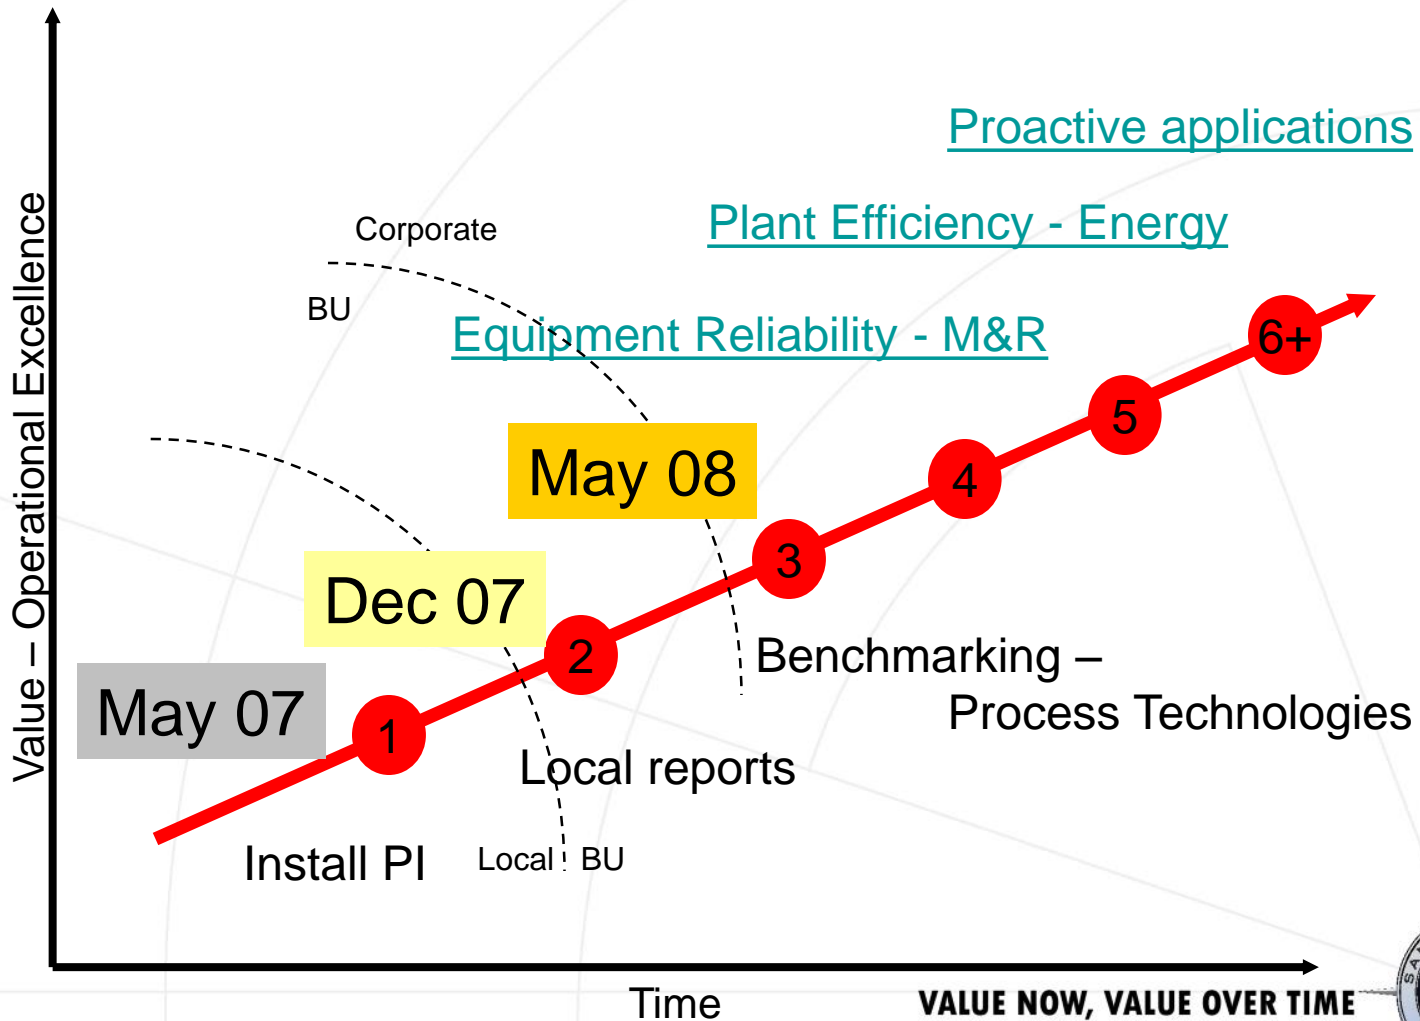 Value – Operational Excellence
Proactive applications
Plant Efficiency - Energy
Corporate
BU
Equipment Reliability - M&R
6+
5
May 08
4
3
Dec 07
2
Benchmarking –
Process Technologies
May 07
1
Local reports
Install PI
Local
BU
Time
VALUE NOW, VALUE OVER TIME